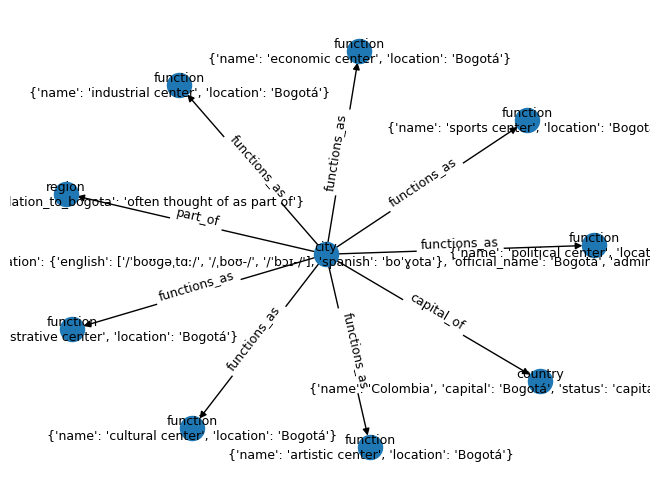 function
{'name': 'economic center', 'location': 'Bogotá'}
function
{'name': 'industrial center', 'location': 'Bogotá'}
function
{'name': 'sports center', 'location': 'Bogot
functions_as
functions_as
functions_as
region
lation_to_bogota': 'often thought of as part of'}
part_of
city
functions_as
function
{'name': 'political center', 'locat
ation': {'english': ['/ˈboʊɡəˌtɑː/', '/ˌboʊ-/', '/ˈbɒɪ-/'], 'spanish': 'boˈɣota'}, 'official_name': 'Bogotá', 'admin
functions_as
function
strative center', 'location': 'Bogotá'}
functions_as
functions_as
capital_of
country
{'name': 'Colombia', 'capital': 'Bogotá', 'status': 'capita
function
{'name': 'cultural center', 'location': 'Bogotá'}
function
{'name': 'artistic center', 'location': 'Bogotá'}